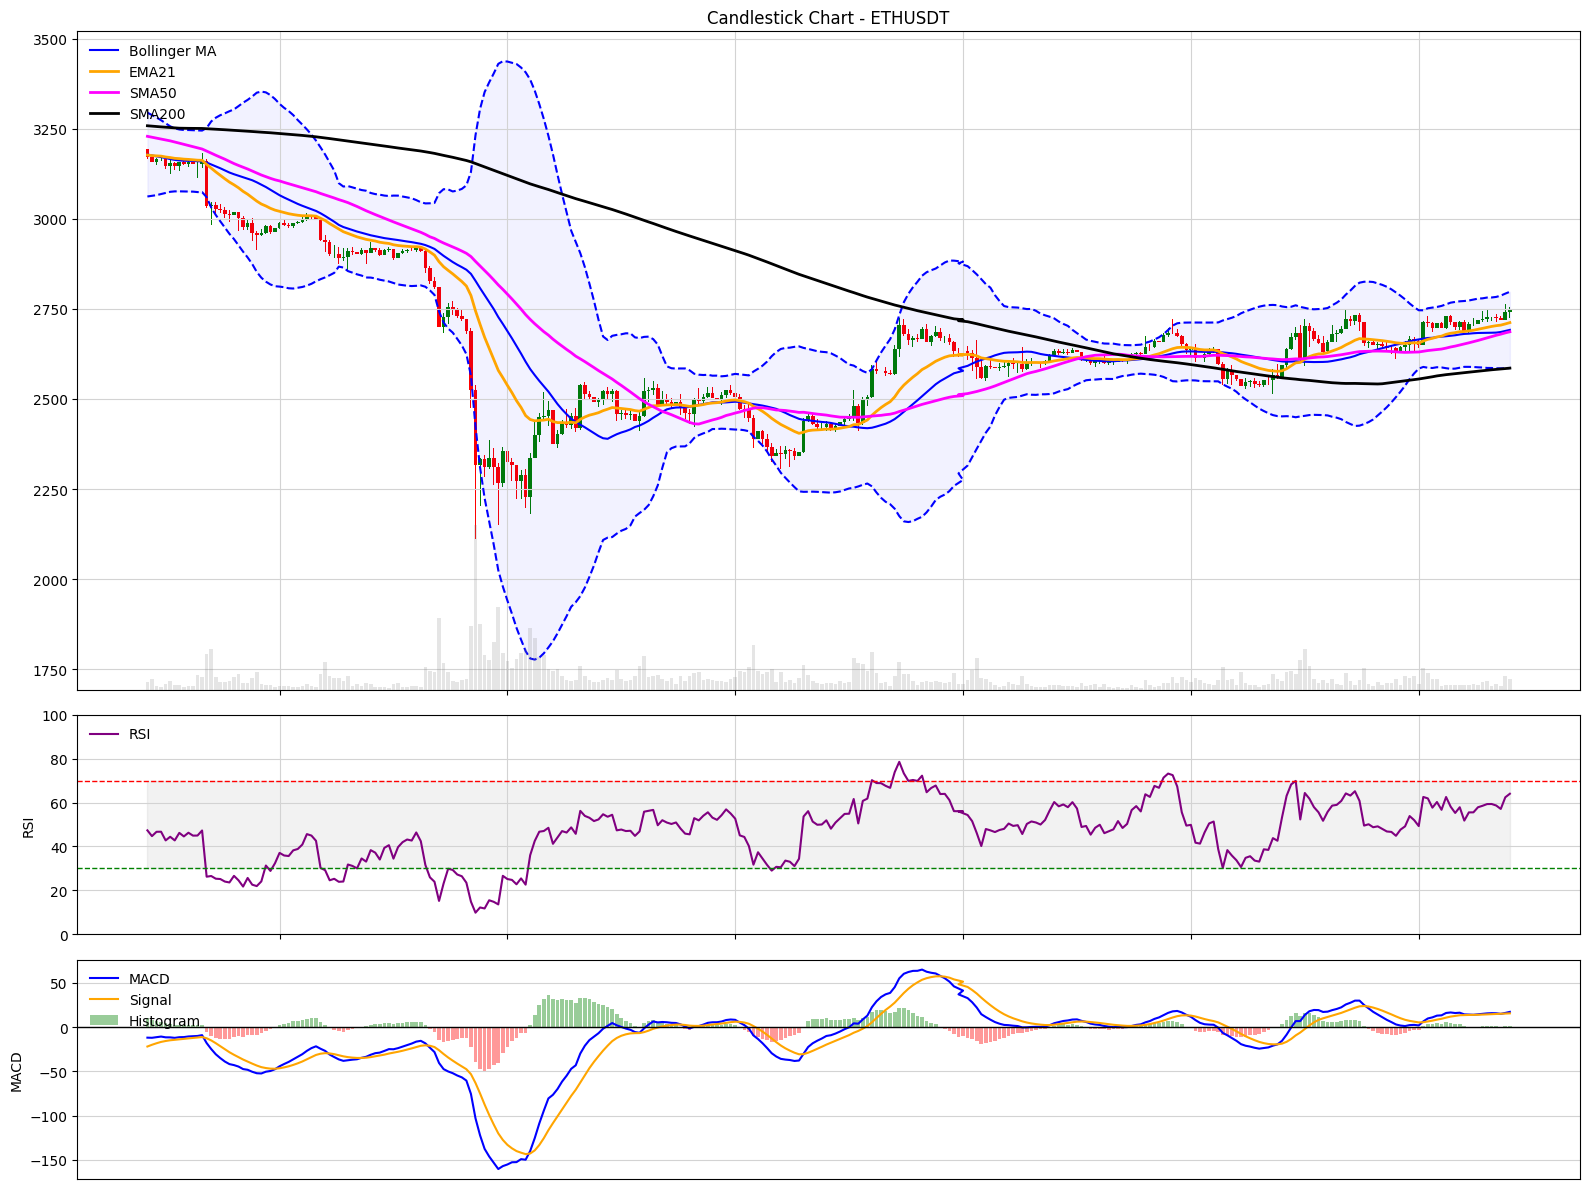 Candlestick Chart - ETHUSDT
3500
3250
3000
2750
2500
2250
2000
1750
Bollinger MA
EMA21
SMA50
SMA200
100
80
60
40
20
0
RSI
RSI
50
0
−50
−100
−150
MACD
MACD
Signal
Histogram